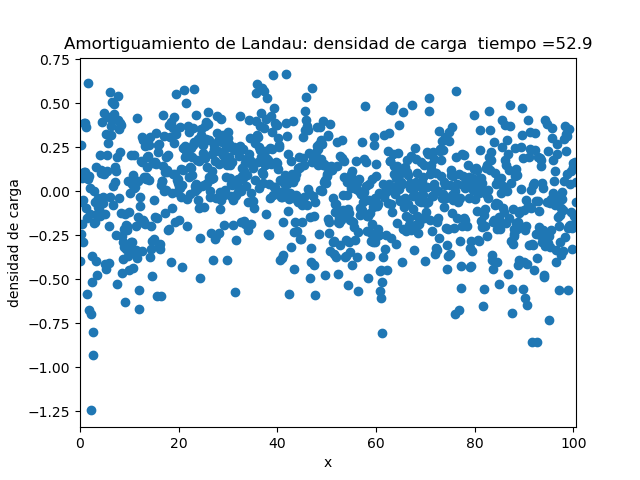 Amortiguamiento de Landau: densidad de carga  tiempo =52.9
0.75
0.50
0.25
0.00
−0.25
−0.50
−0.75
−1.00
−1.25
densidad de carga
0 20 40 60 80 100
x